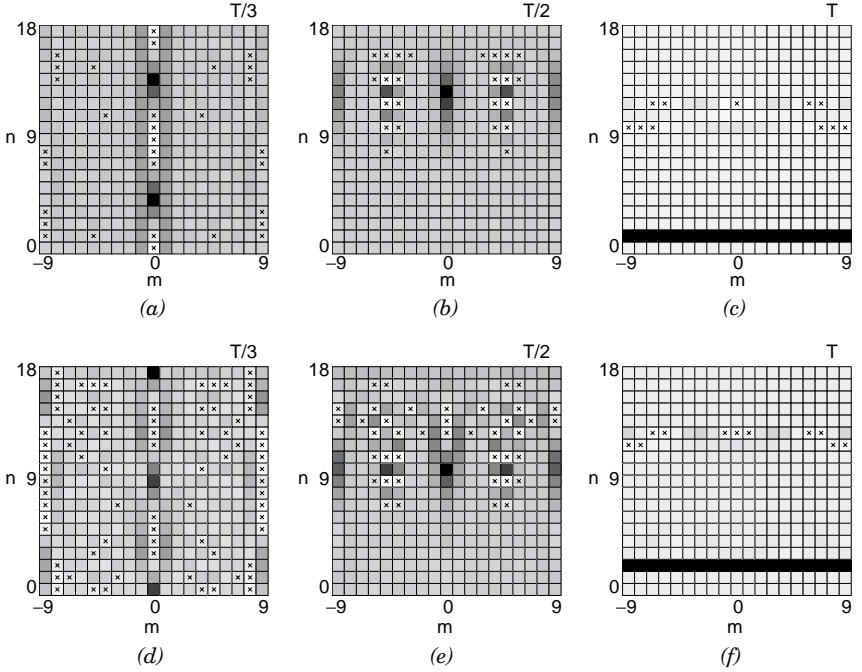 T/3 T/2 T
18 18 18
n 9 9 9
0 0 0
–9 0 9 –9 0 9 –9 0 9
m m m
(a) (b) (c)
T/3 T/2 T
18 18 18
n 9 n 9 n 9
0 0 0
–9 0 9 –9 0 9 –9 0 9
m m m
(d) (e) (f)